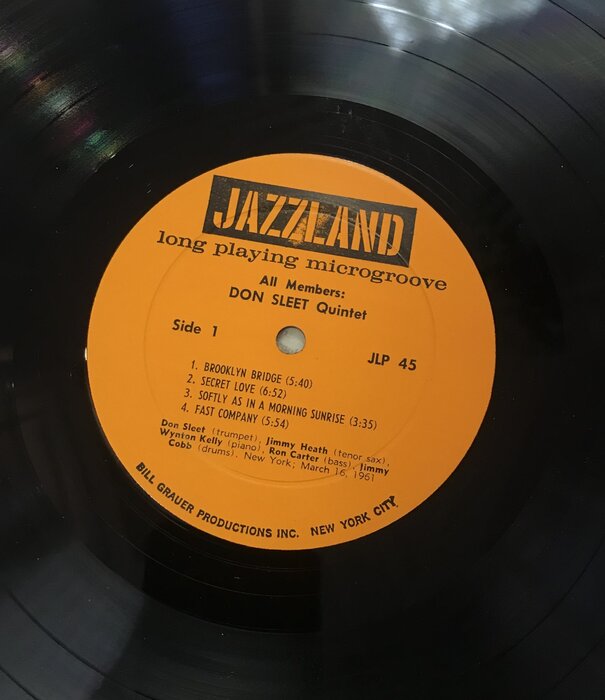 JAZZLAND
long playing microgroove
All Members:
DON SLEET Quintet
Side 1
JLP 45
1. BROOKLYN BRIDGE (5:40)
2. SECRET LOVE (6:52)
3. SOFTLY AS IN A MORNING SUNRISE (3:35)
4. FAST COMPANY (5:54)
Don Sleet (trumpet), Jimmy Heath (tenor sax),
Wynton Kelly (piano), Ron Carter (bass), Jimmy
Cobb (drums). New York; March 16, 1961
BILL GRAUER PRODUCTIONS INC. NEW YORK CITY